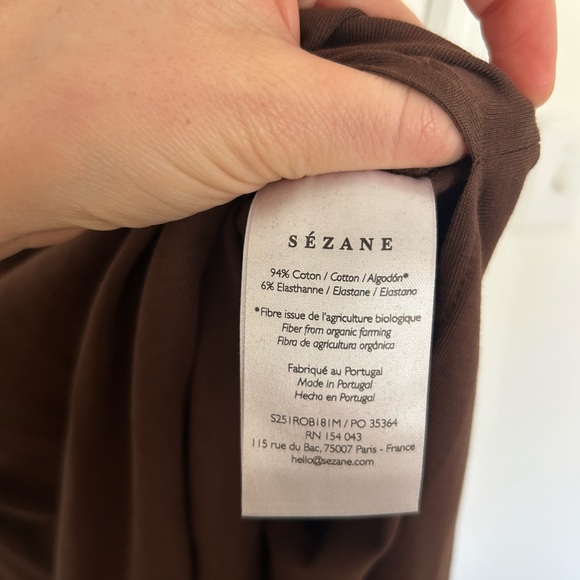 SÉZANE
94% Coton / Cotton / Algodón*
6% Elasthanne / Elastane / Elastano
*Fibre issue de l'agriculture biologique
Fiber from organic farming
Fibra de agricultura orgánica
Fabriqué au Portugal
Made in Portugal
Hecho en Portugal
S251ROB181M / PO 35364
RN 154 043
115 rue du Bac, 75007 Paris - France
hello@sezane.com